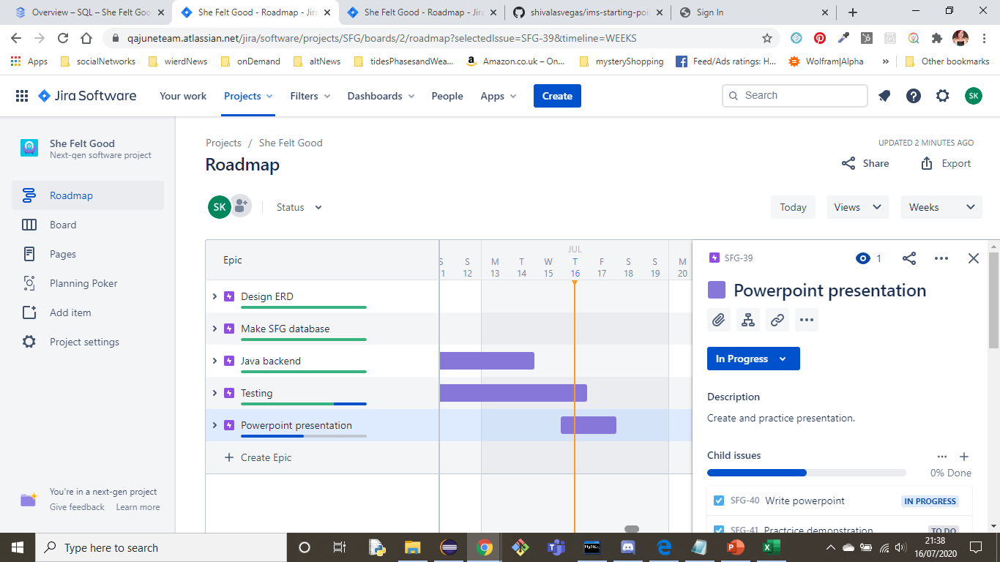 Overview – SQL – She Felt Goo
She Felt Good - Roadmap - Jira
She Felt Good - Roadmap - Jira
shivalasvegas/ims-starting-poi
Sign In
qajuneteam.atlassian.net/jira/software/projects/SFG/boards/2/roadmap?selectedIssue=SFG-39&timeline=WEEKS
Apps
socialNetworks
wierdNews
onDemand
altNews
tidesPhasesandWea...
Amazon.co.uk – On...
mysteryShopping
Feed/Ads ratings: H...
Wolfram|Alpha
»
Other bookmarks
Jira Software
Your work
Projects
Filters
Dashboards
People
Apps
Create
Search
SK
She Felt Good
Next-gen software project
Roadmap
Board
Pages
Planning Poker
Add item
Project settings
You're in a next-gen project
Give feedback
Learn more
Projects / She Felt Good
UPDATED 2 MINUTES AGO
Roadmap
Share
Export
SK
Status
Today
Views
Weeks
Epic
JUL
S S M T W T F S S M
1 12 13 14 15 16 17 18 19 20
Design ERD
Make SFG database
Java backend
Testing
Powerpoint presentation
Create Epic
SFG-39
1
Powerpoint presentation
In Progress
Description
Create and practice presentation.
Child issues
0% Done
SFG-40 Write powerpoint IN PROGRESS
SFG-41 Practcice demonstration TO DO
Type here to search
MySQL
21:38
16/07/2020